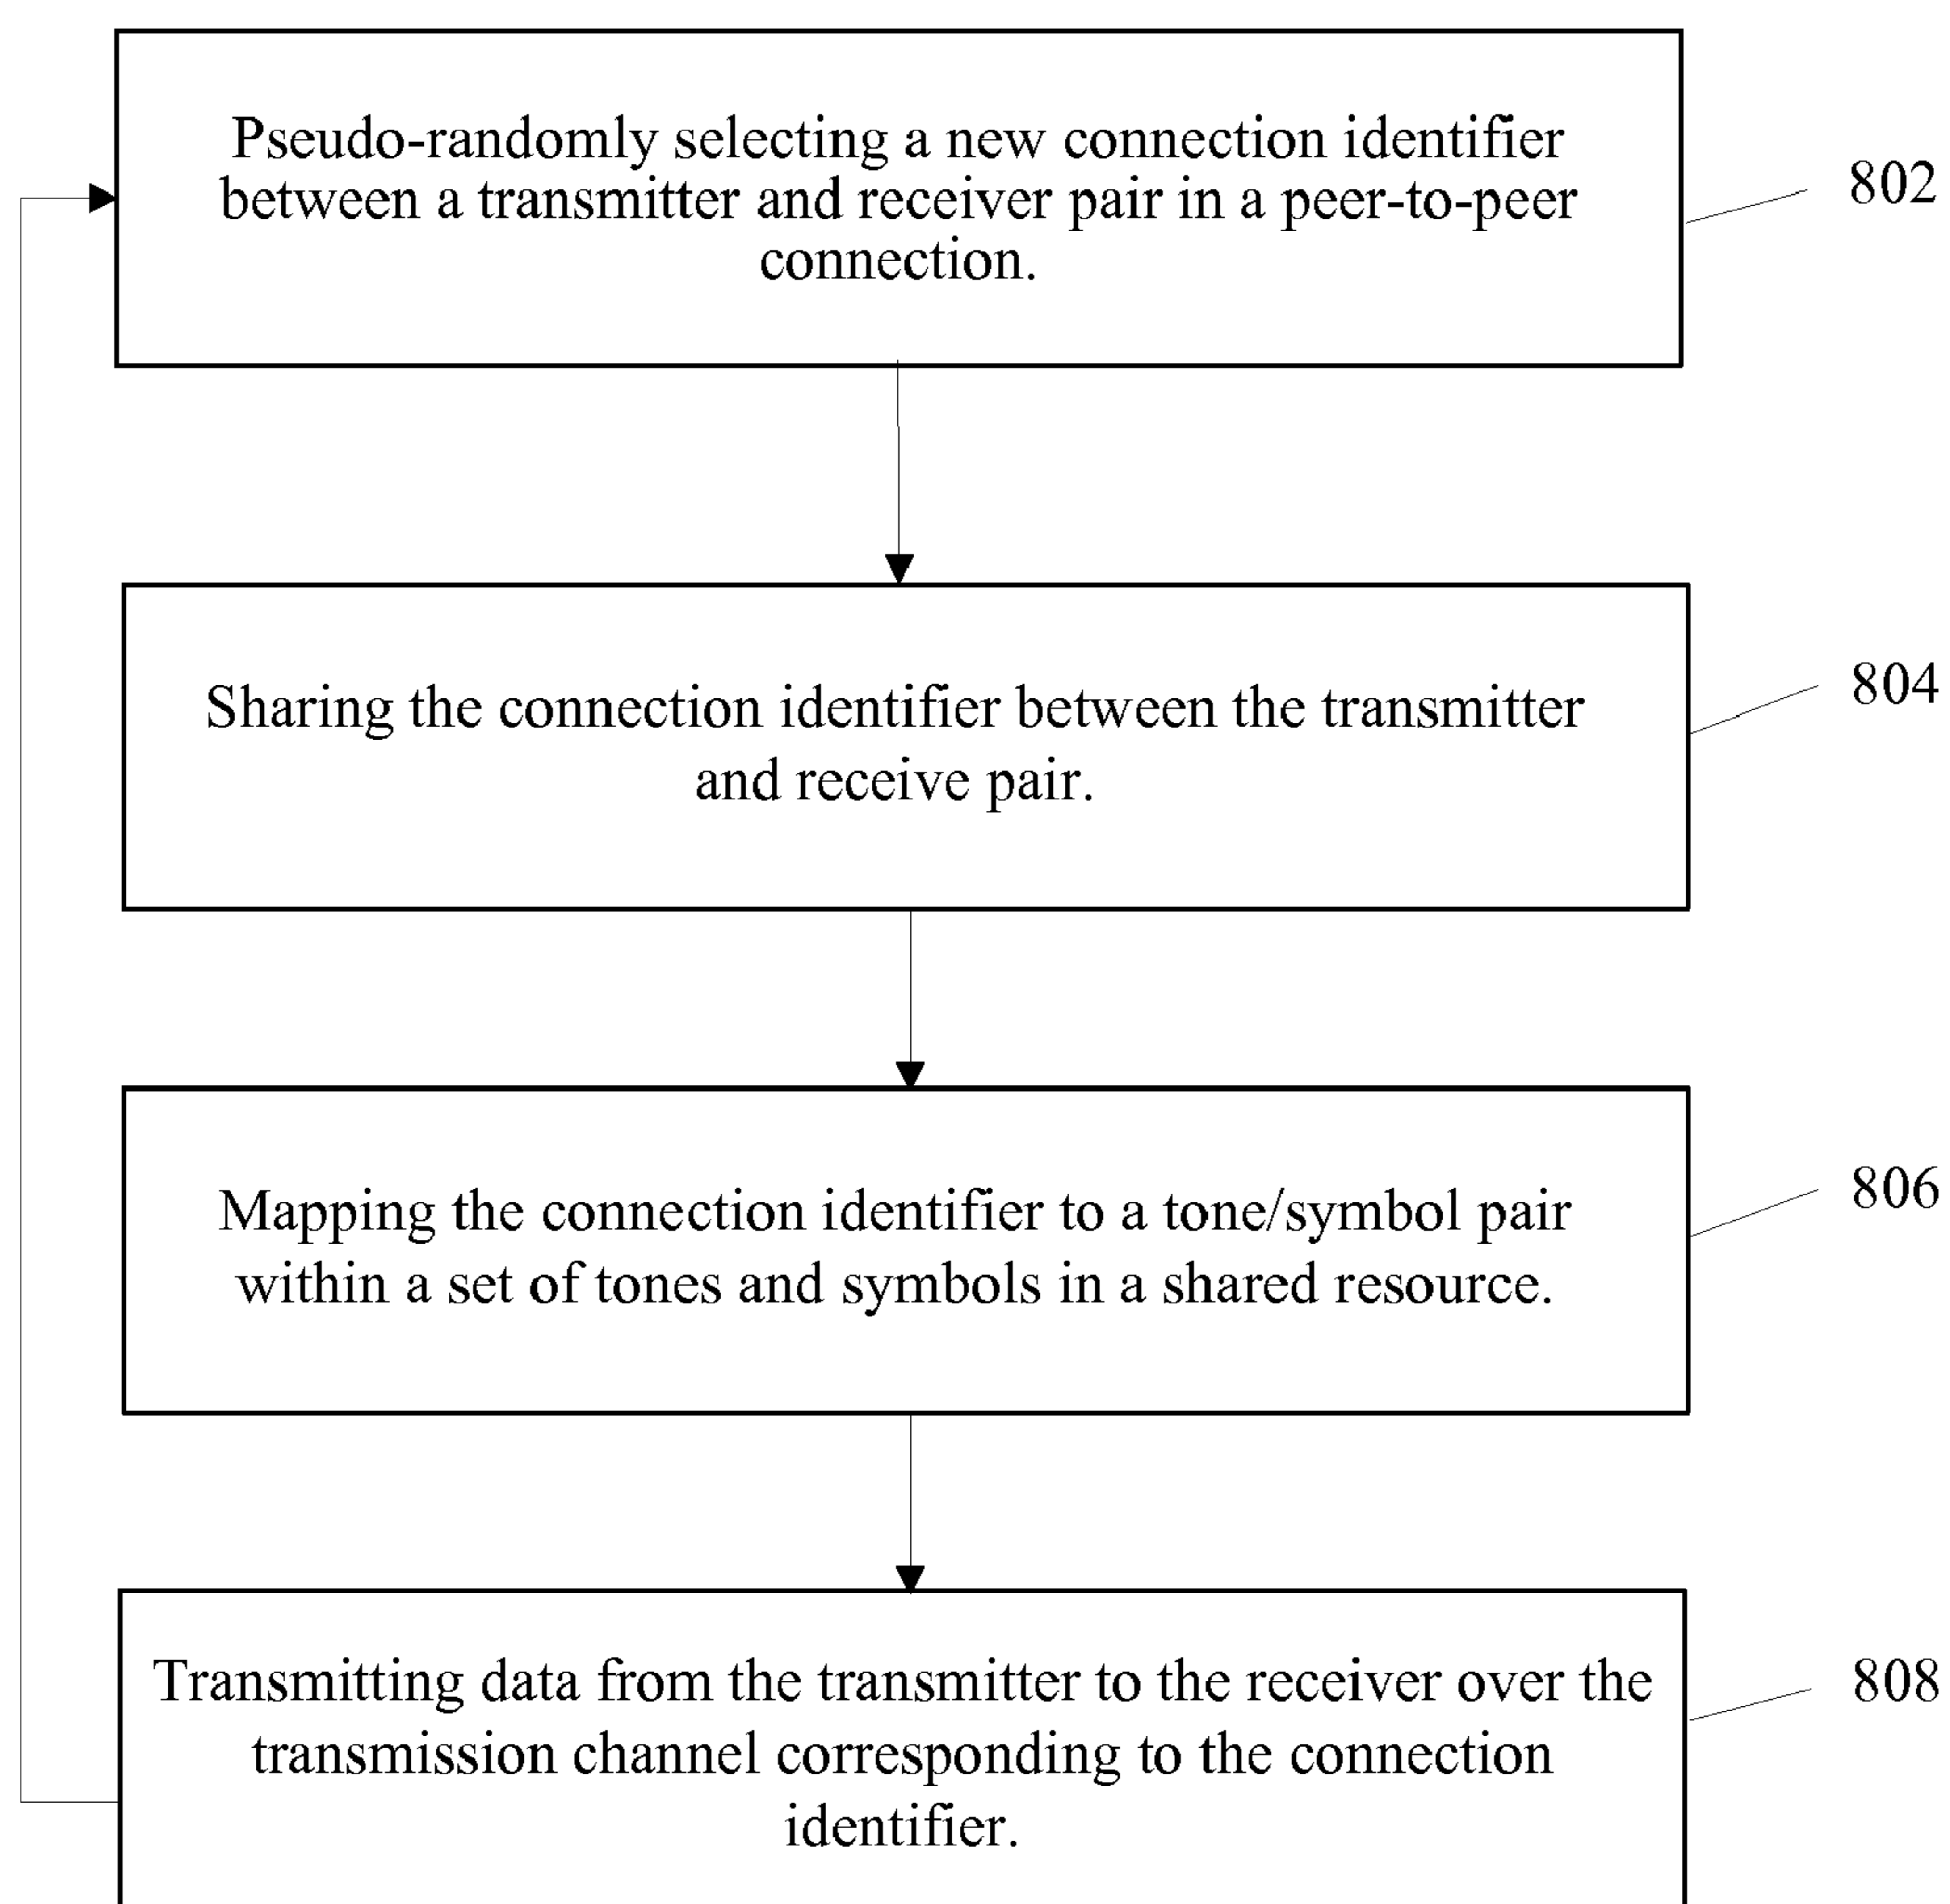 Pseudo-randomly selecting a new connection identifier
between a transmitter and receiver pair in a peer-to-peer
connection.
802
Sharing the connection identifier between the transmitter
and receive pair.
804
Mapping the connection identifier to a tone/symbol pair
within a set of tones and symbols in a shared resource.
806
Transmitting data from the transmitter to the receiver over the
transmission channel corresponding to the connection
identifier.
808